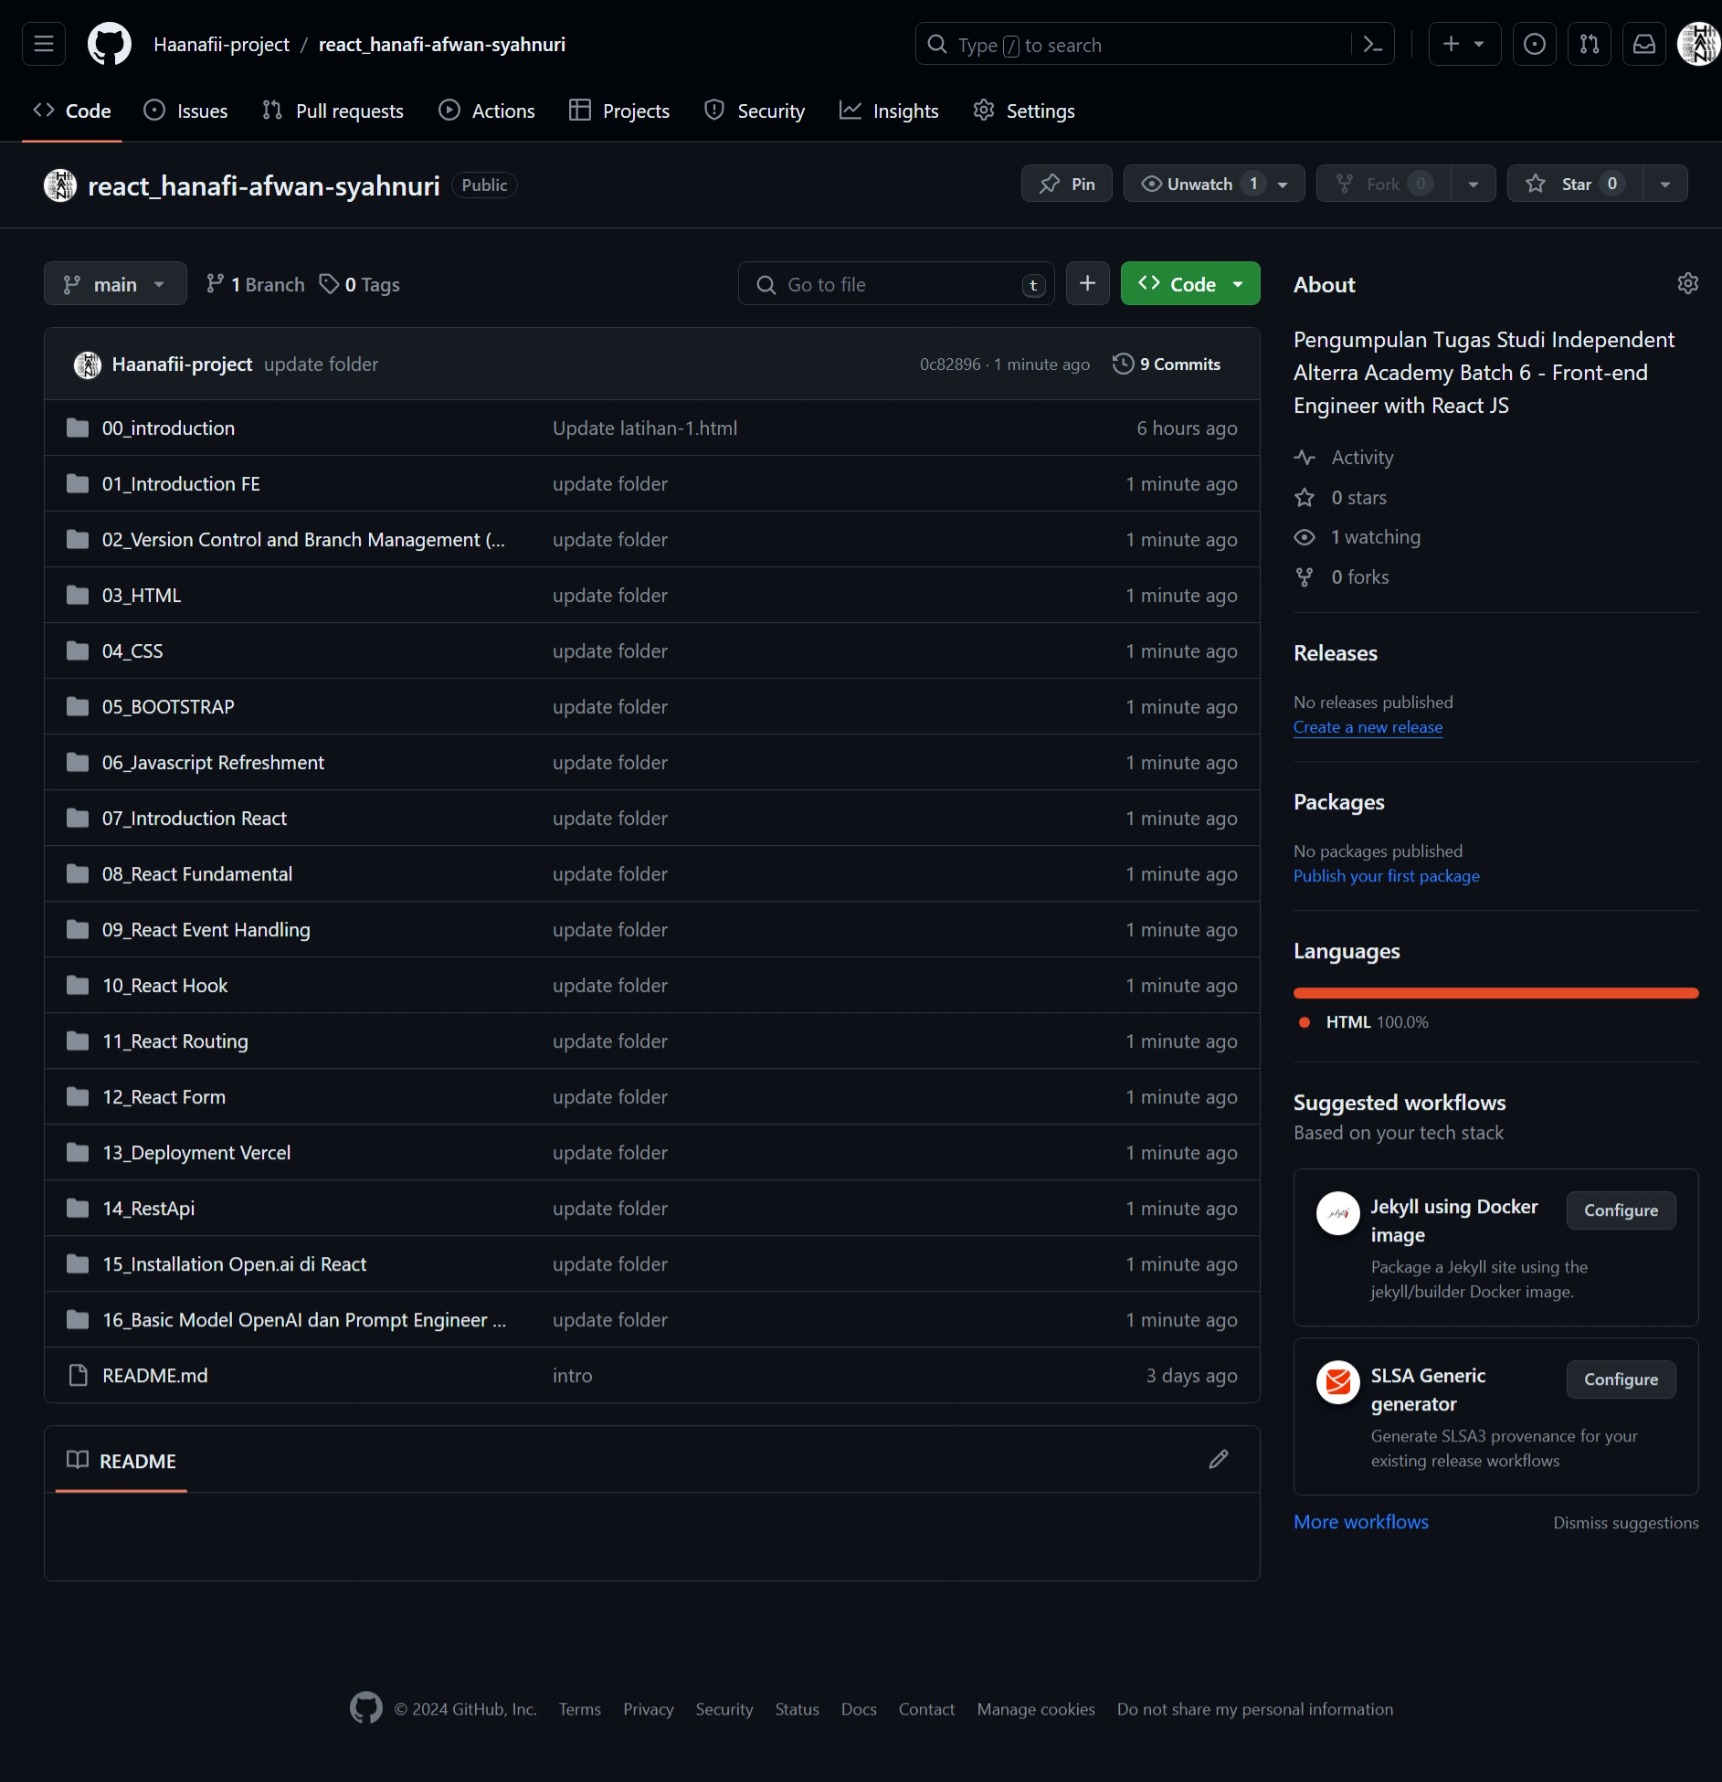 Haanafii-project / react_hanafi-afwan-syahnuri
Type / to search
Code Issues Pull requests Actions Projects Security Insights Settings
react_hanafi-afwan-syahnuri Public
Pin Unwatch 1 Fork 0 Star 0
main 1 Branch 0 Tags
Go to file t
Code
Haanafii-project update folder 0c82896 · 1 minute ago 9 Commits
00_introduction Update latihan-1.html 6 hours ago
01_Introduction FE update folder 1 minute ago
02_Version Control and Branch Management (... update folder 1 minute ago
03_HTML update folder 1 minute ago
04_CSS update folder 1 minute ago
05_BOOTSTRAP update folder 1 minute ago
06_Javascript Refreshment update folder 1 minute ago
07_Introduction React update folder 1 minute ago
08_React Fundamental update folder 1 minute ago
09_React Event Handling update folder 1 minute ago
10_React Hook update folder 1 minute ago
11_React Routing update folder 1 minute ago
12_React Form update folder 1 minute ago
13_Deployment Vercel update folder 1 minute ago
14_RestApi update folder 1 minute ago
15_Installation Open.ai di React update folder 1 minute ago
16_Basic Model OpenAI dan Prompt Engineer ... update folder 1 minute ago
README.md intro 3 days ago
README
About
Pengumpulan Tugas Studi Independent
Alterra Academy Batch 6 - Front-end
Engineer with React JS
Activity
0 stars
1 watching
0 forks
Releases
No releases published
Create a new release
Packages
No packages published
Publish your first package
Languages
HTML 100.0%
Suggested workflows
Based on your tech stack
Jekyll using Docker
image
Configure
Package a Jekyll site using the
jekyll/builder Docker image.
SLSA Generic
generator
Configure
Generate SLSA3 provenance for your
existing release workflows
More workflows Dismiss suggestions
© 2024 GitHub, Inc. Terms Privacy Security Status Docs Contact Manage cookies Do not share my personal information